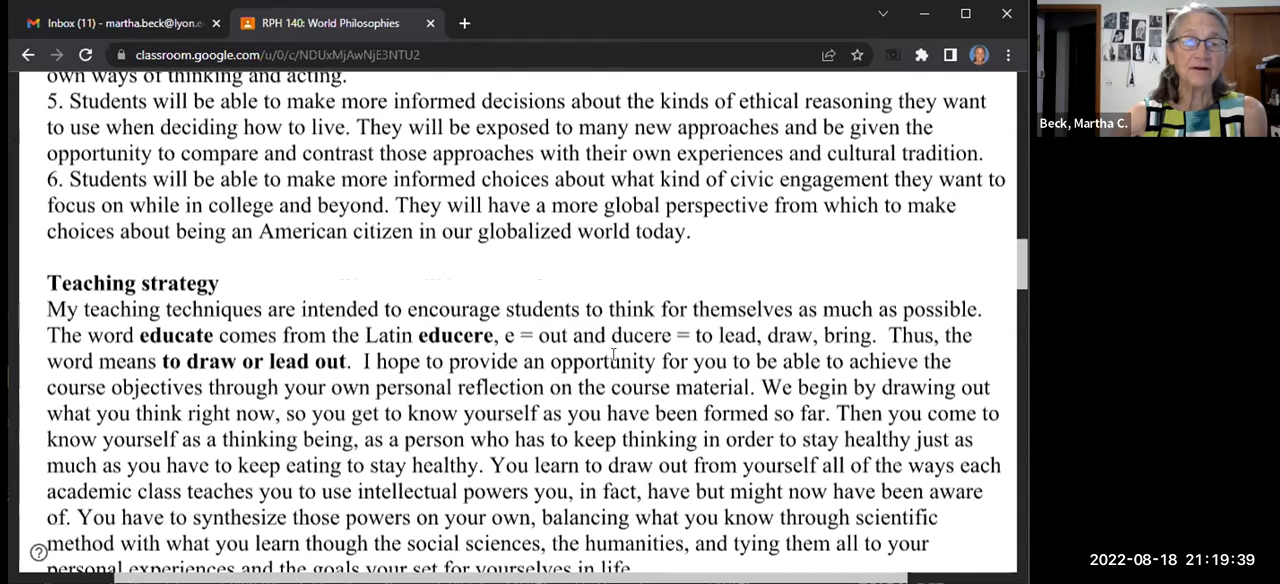 Inbox (11) - martha.beck@lyon.e
RPH 140: World Philosophies
classroom.google.com/u/0/c/NDUxMjAwNjE3NTU2
own ways of thinking and acting.
5. Students will be able to make more informed decisions about the kinds of ethical reasoning they want
to use when deciding how to live. They will be exposed to many new approaches and be given the
opportunity to compare and contrast those approaches with their own experiences and cultural tradition.
6. Students will be able to make more informed choices about what kind of civic engagement they want to
focus on while in college and beyond. They will have a more global perspective from which to make
choices about being an American citizen in our globalized world today.
Teaching strategy
My teaching techniques are intended to encourage students to think for themselves as much as possible.
The word educate comes from the Latin educere, e = out and ducere = to lead, draw, bring. Thus, the
word means to draw or lead out. I hope to provide an opportunity for you to be able to achieve the
course objectives through your own personal reflection on the course material. We begin by drawing out
what you think right now, so you get to know yourself as you have been formed so far. Then you come to
know yourself as a thinking being, as a person who has to keep thinking in order to stay healthy just as
much as you have to keep eating to stay healthy. You learn to draw out from yourself all of the ways each
academic class teaches you to use intellectual powers you, in fact, have but might now have been aware
of. You have to synthesize those powers on your own, balancing what you know through scientific
method with what you learn though the social sciences, the humanities, and tying them all to your
personal experiences and the goals your set for yourselves in life.
Beck, Martha C.
2022-08-18 21:19:39